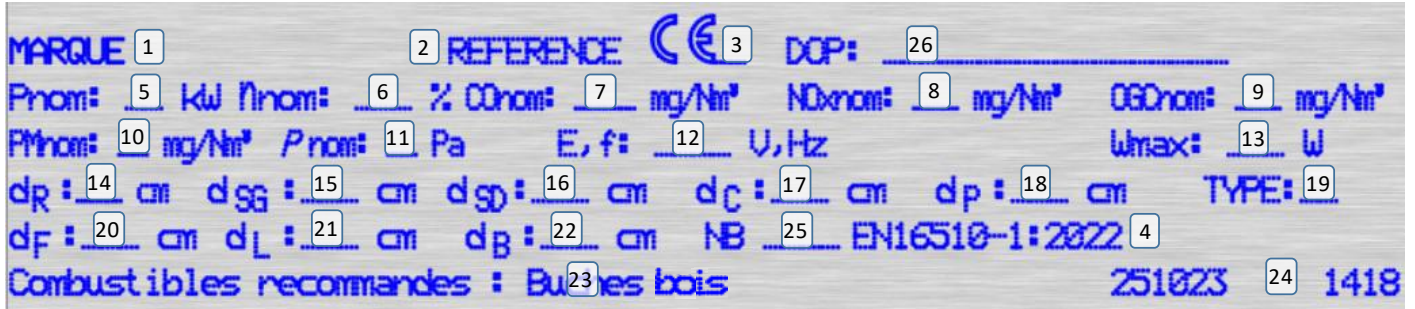 MARQUE 1 2 REFERENCE CE 3 DOP: 26
Pnom: 5 kW ηnom: 6 % COnom: 7 mg/Nm³ NOxnom: 8 mg/Nm³ OGCnom: 9 mg/Nm³
PMnom: 10 mg/Nm³ Pnom: 11 Pa E,f: 12 V,Hz Wmax: 13 W
dR : 14 cm dSG : 15 cm dSD: 16 cm dC : 17 cm dP : 18 cm TYPE: 19
dF : 20 cm dL : 21 cm dB : 22 cm NB 25 EN16510-1:2022 4
Combustibles recommandes : Bu 23 es bois 251023 24 1418